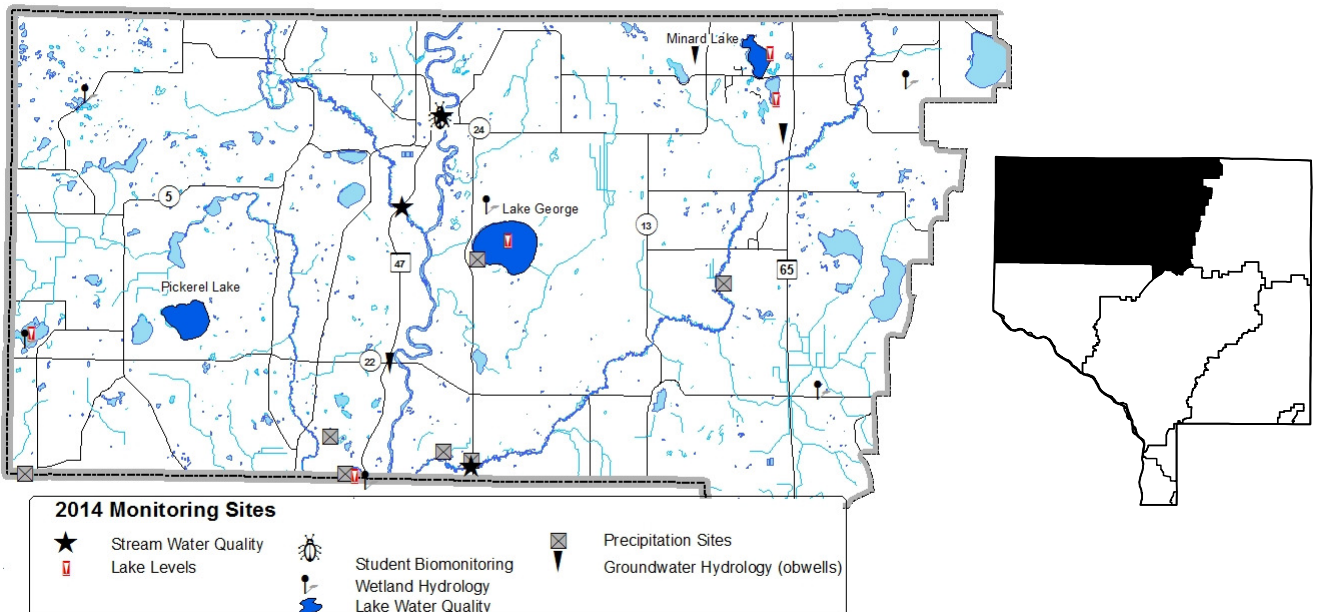 Minard Lake
24
5
Lake George
13
47
65
Pickerel Lake
22
2014 Monitoring Sites
Stream Water Quality
Lake Levels
Student Biomonitoring
Wetland Hydrology
Lake Water Quality
Precipitation Sites
Groundwater Hydrology (obwells)